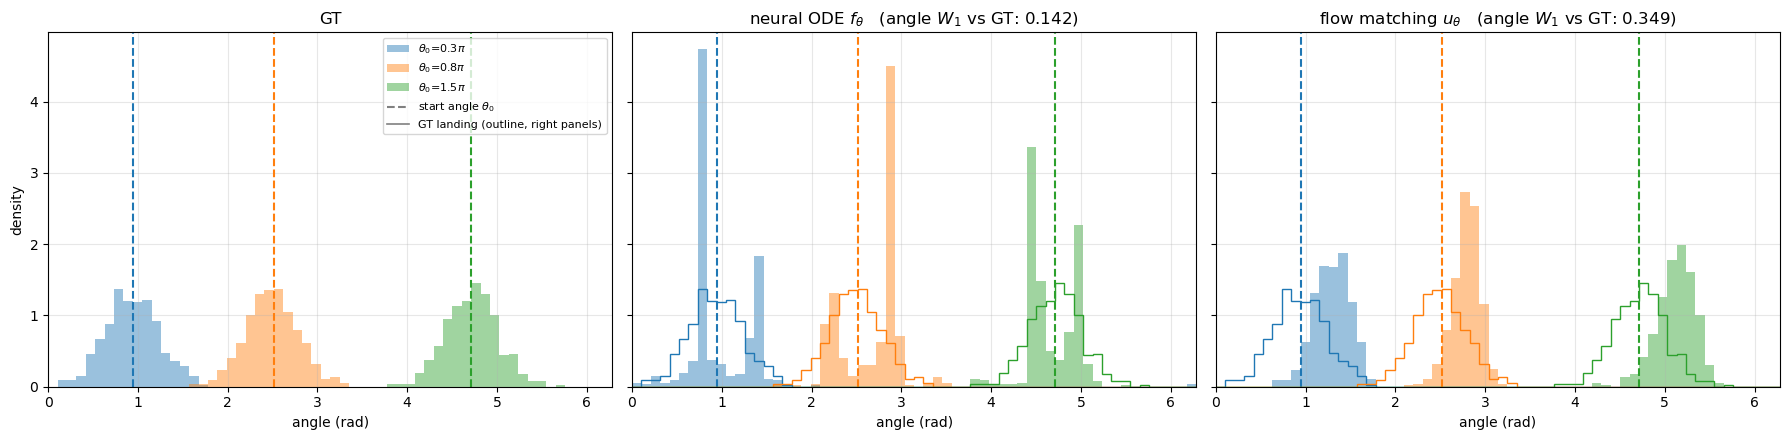 GT
neural ODE fθ (angle W1 vs GT: 0.142)
flow matching uθ (angle W1 vs GT: 0.349)
θ0=0.3π
θ0=0.8π
θ0=1.5π
start angle θ0
GT landing (outline, right panels)
density
4
3
2
1
0
0 1 2 3 4 5 6
0 1 2 3 4 5 6
0 1 2 3 4 5 6
angle (rad)
angle (rad)
angle (rad)